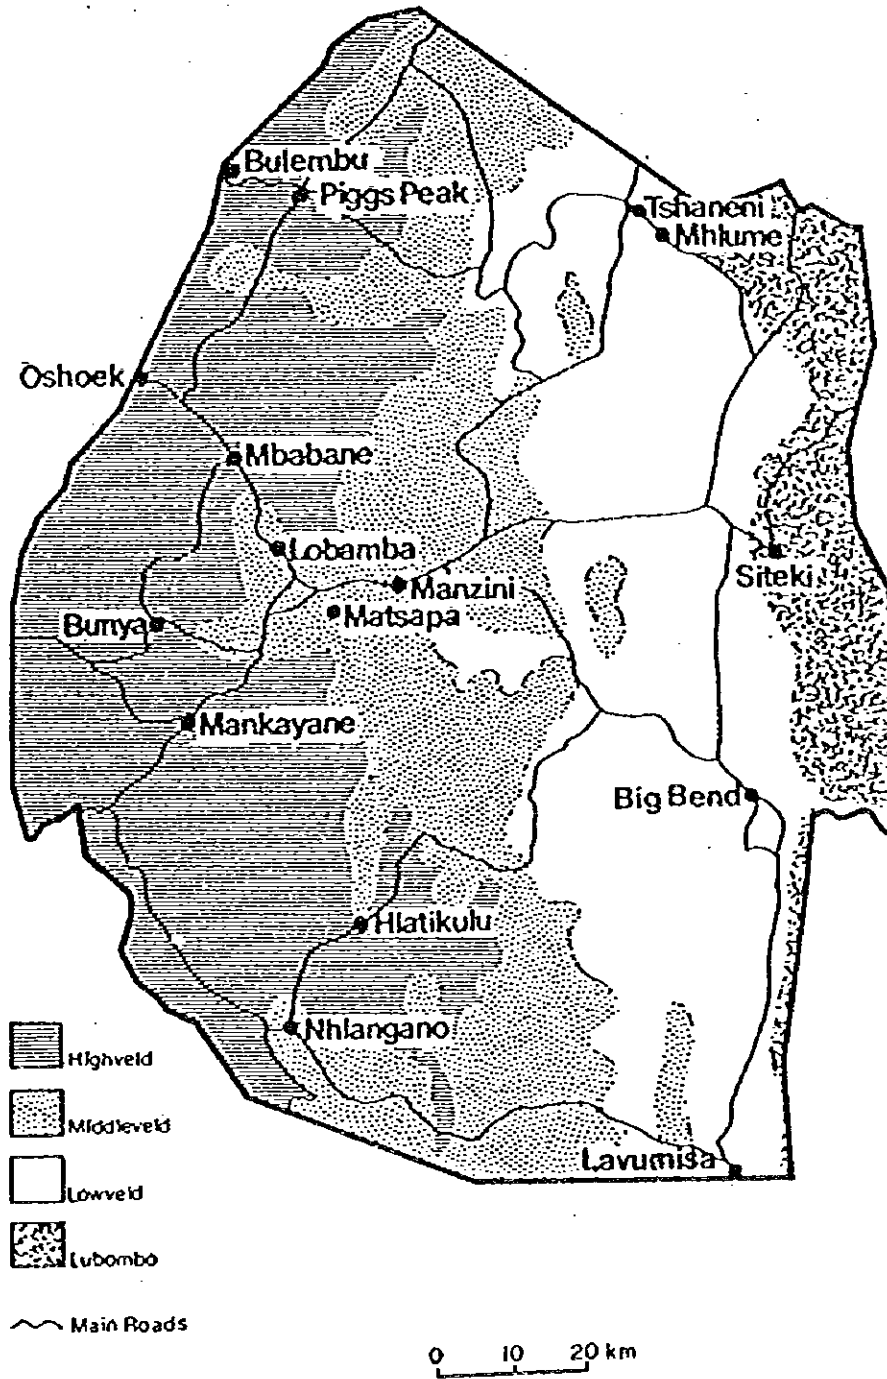 Bulembu
Piggs Peak
Tshaneni
Mhlume
Oshoek
Mbabane
Lobamba
Manzini
Siteki
Matsapa
Bunya
Mankayane
Big Bend
Hlatikulu
Nhlangano
Lavumisa
Highveld
Middleveld
Lowveld
Lubombo
Main Roads
0 10 20 km